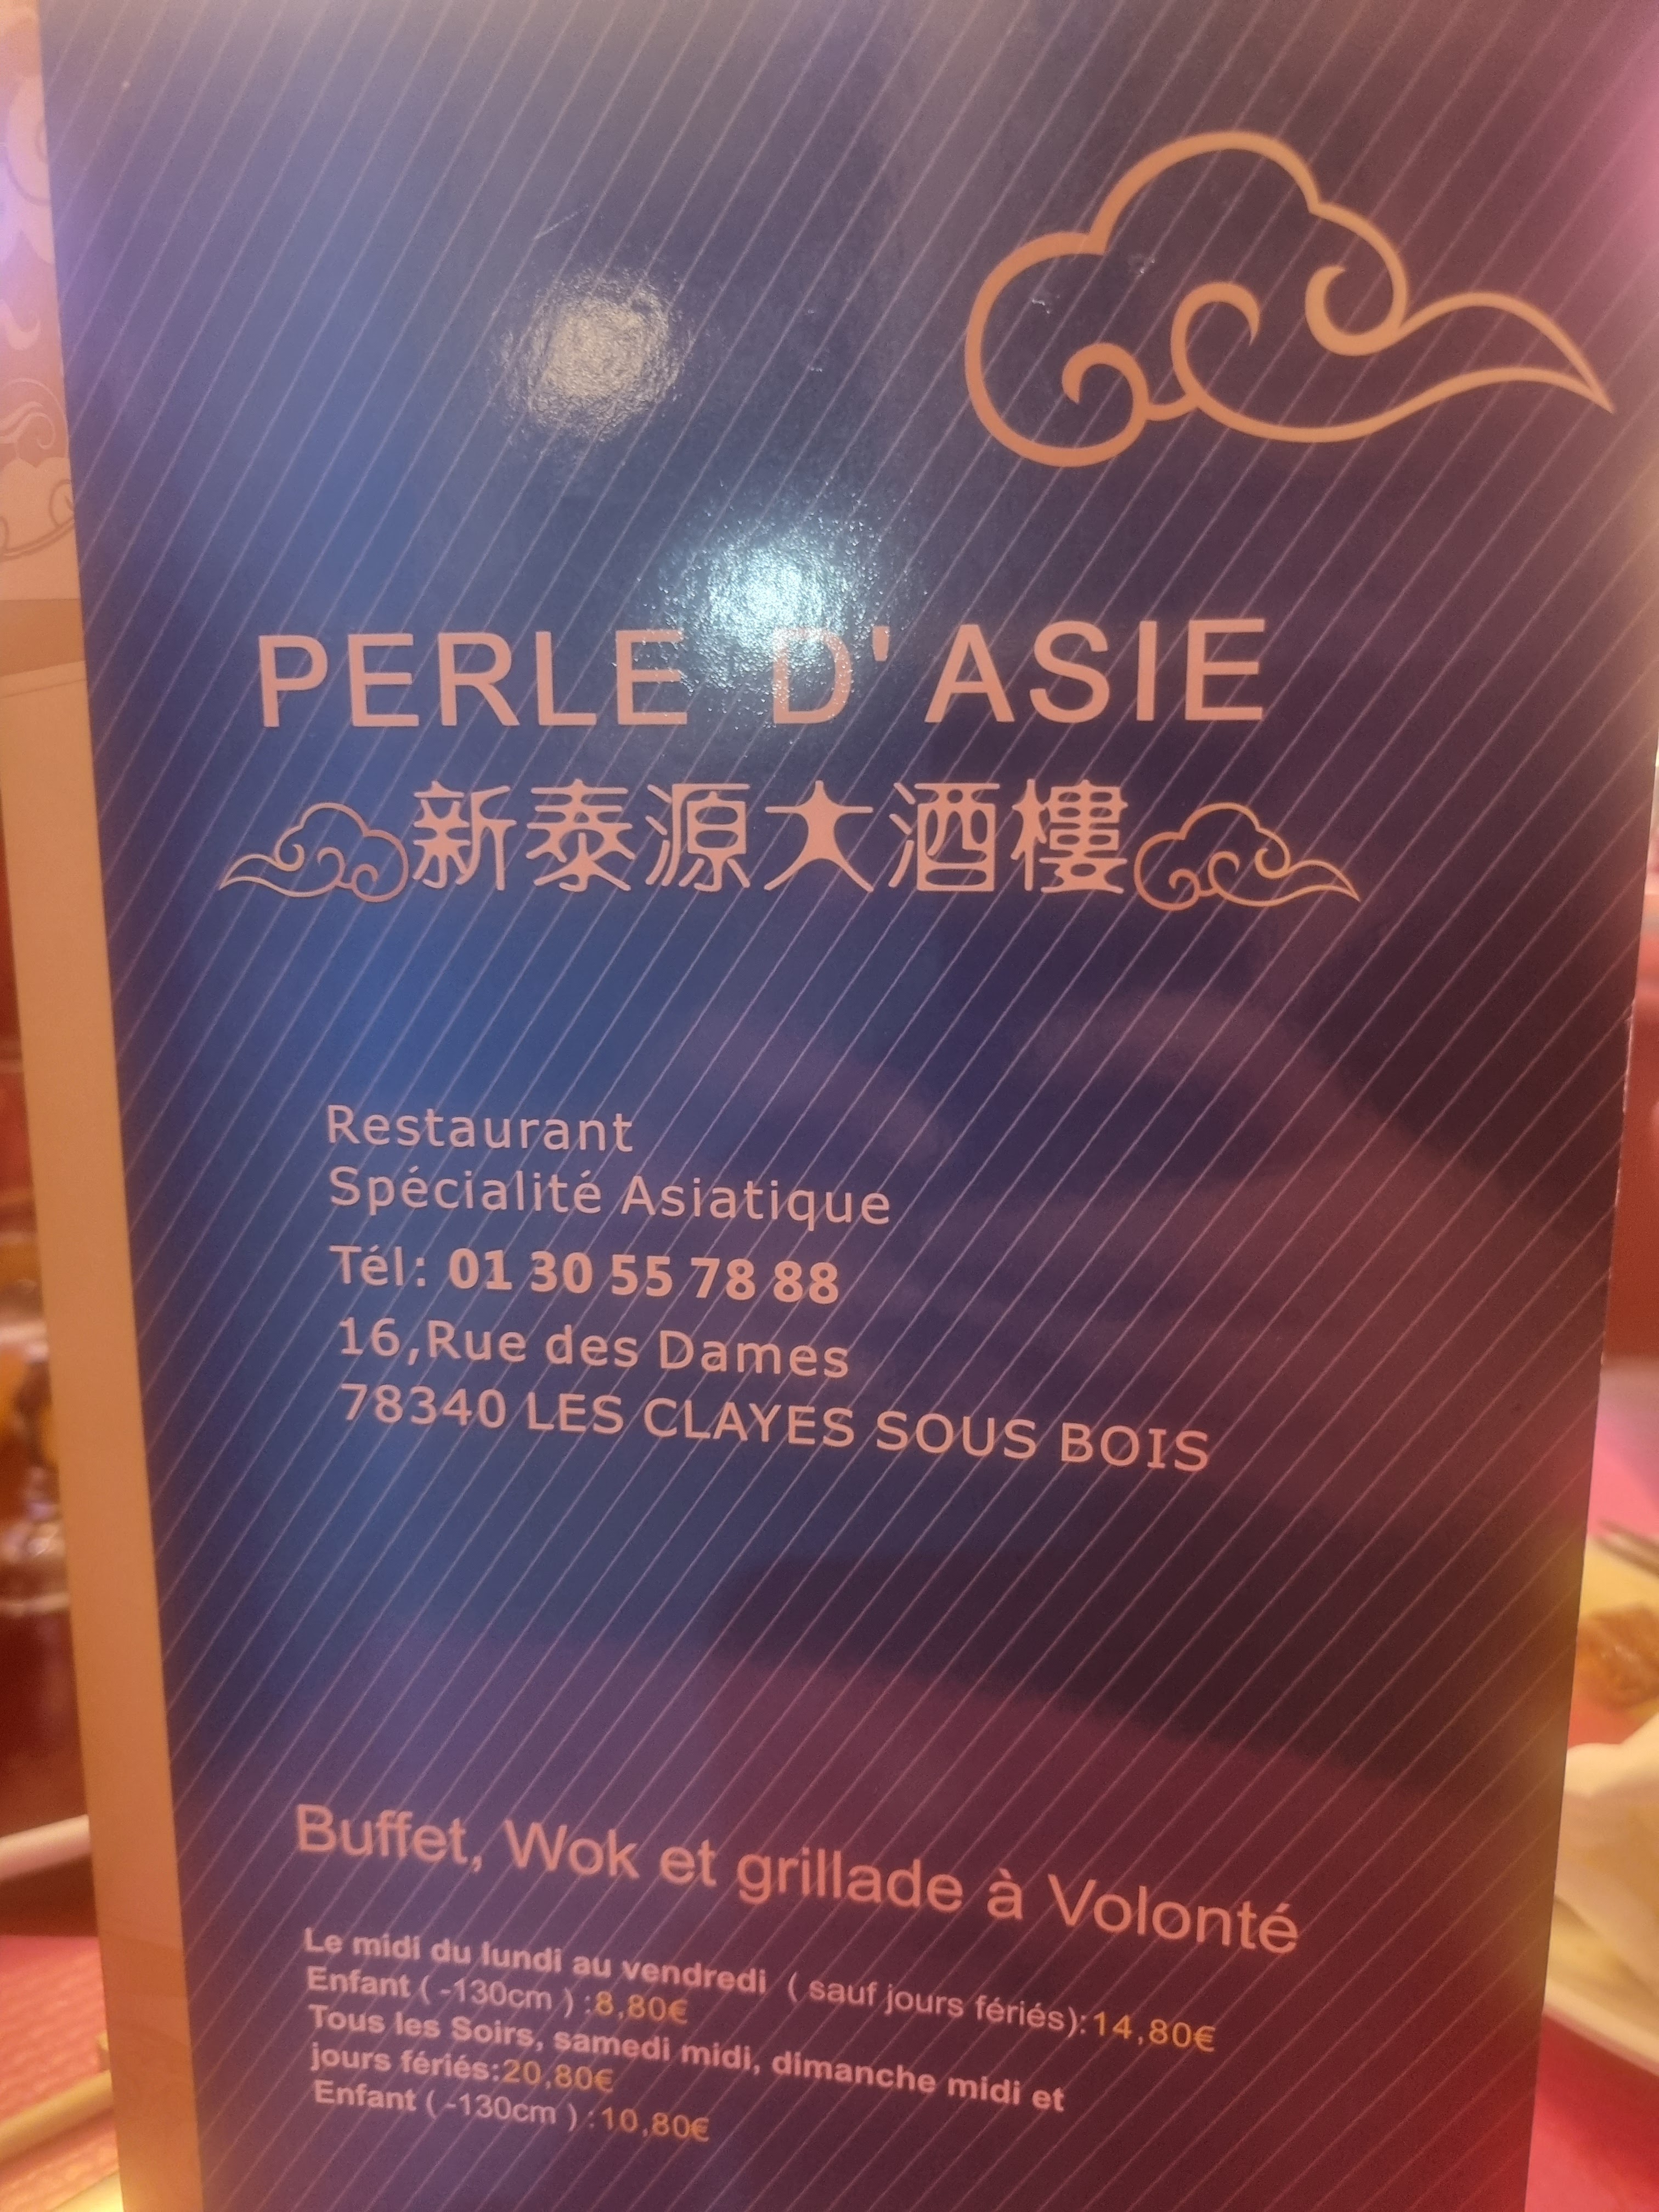 PERLE D' ASIE
新泰源大酒樓
Restaurant
Spécialité Asiatique
Tél: 01 30 55 78 88
16,Rue des Dames
78340 LES CLAYES SOUS BOIS
Buffet, Wok et grillade à Volonté
Le midi du lundi au vendredi ( sauf jours fériés):14,80€
Enfant ( -130cm ) :8,80€
Tous les Soirs, samedi midi, dimanche midi et
jours fériés:20,80€
Enfant ( -130cm ) :10,80€